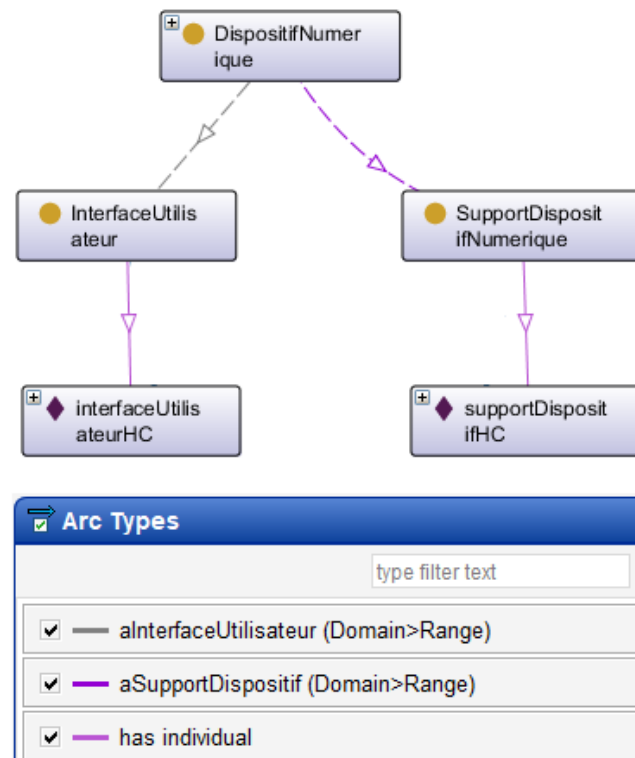 DispositifNumer
ique
InterfaceUtilis
ateur
SupportDisposit
ifNumerique
interfaceUtilis
ateurHC
supportDisposit
ifHC
Arc Types
type filter text
aInterfaceUtilisateur (Domain>Range)
aSupportDispositif (Domain>Range)
has individual